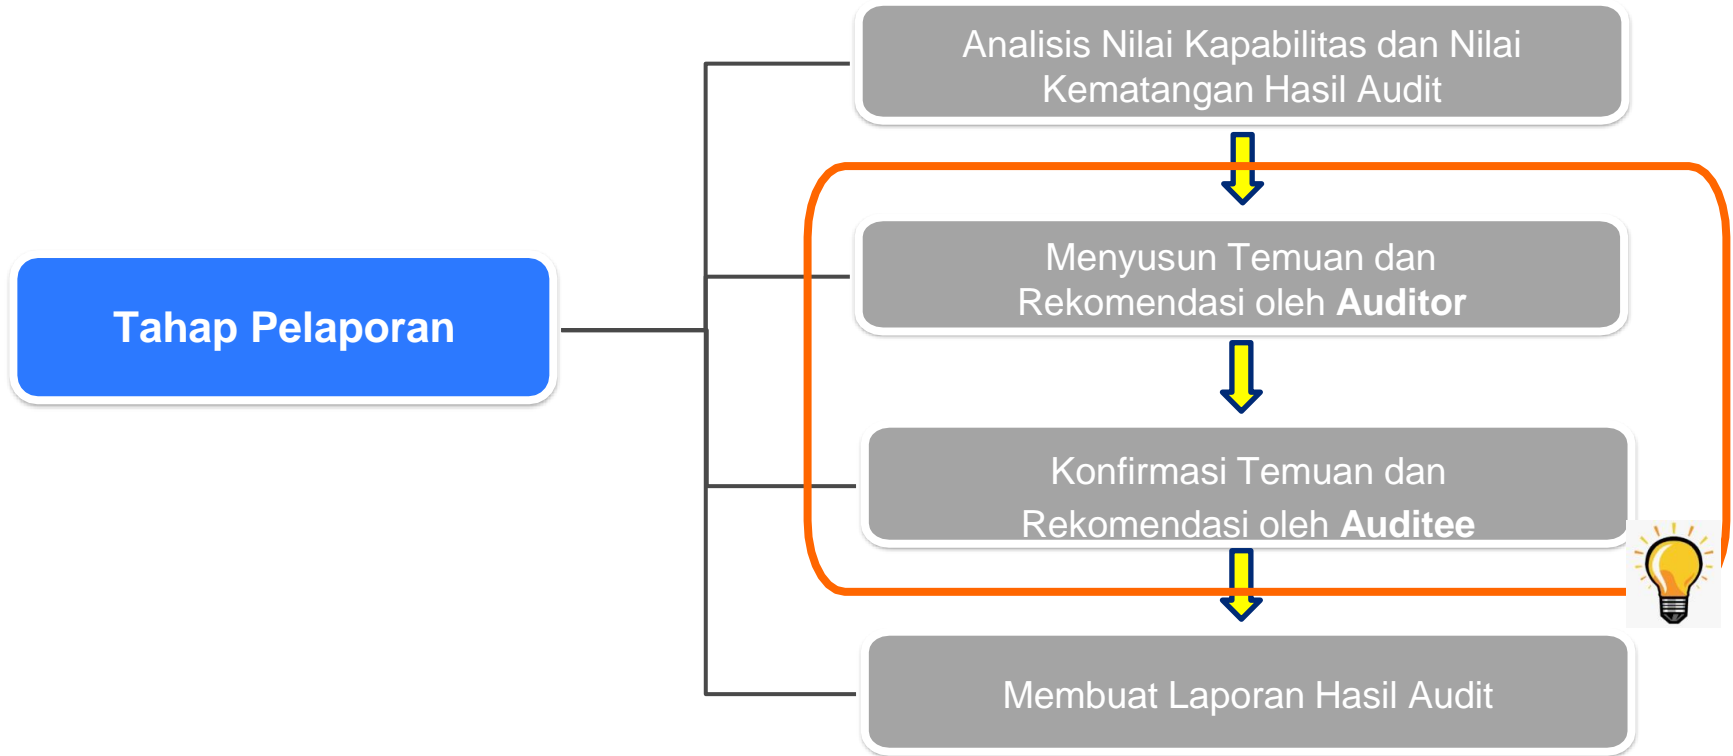 Analisis Nilai Kapabilitas dan Nilai
Kematangan Hasil Audit
Menyusun Temuan dan
Rekomendasi oleh Auditor
Tahap Pelaporan
Konfirmasi Temuan dan
Rekomendasi oleh Auditee
Membuat Laporan Hasil Audit